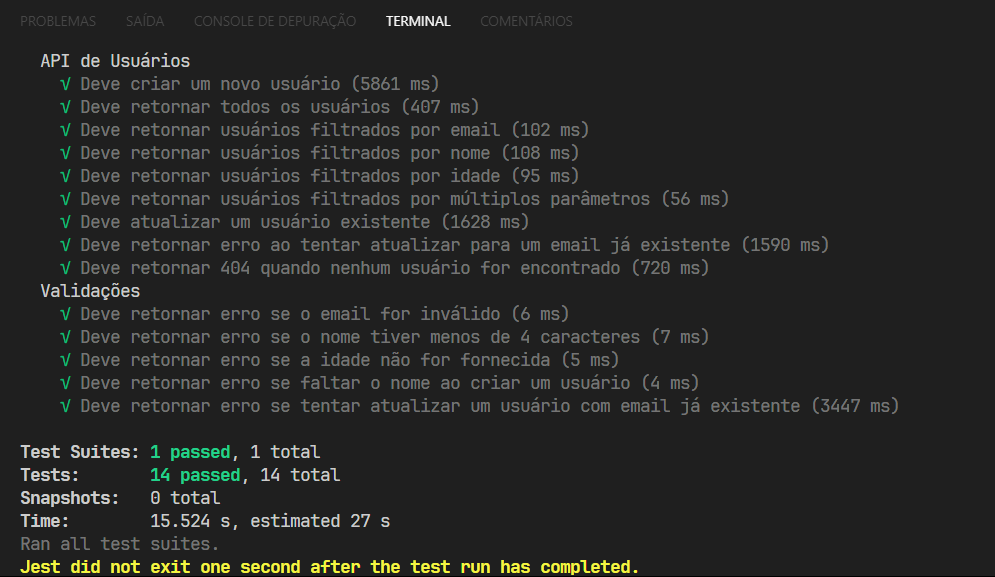 PROBLEMAS SAÍDA CONSOLE DE DEPURAÇÃO TERMINAL COMENTÁRIOS
API de Usuários
√ Deve criar um novo usuário (5861 ms)
√ Deve retornar todos os usuários (407 ms)
√ Deve retornar usuários filtrados por email (102 ms)
√ Deve retornar usuários filtrados por nome (108 ms)
√ Deve retornar usuários filtrados por idade (95 ms)
√ Deve retornar usuários filtrados por múltiplos parâmetros (56 ms)
√ Deve atualizar um usuário existente (1628 ms)
√ Deve retornar erro ao tentar atualizar para um email já existente (1590 ms)
√ Deve retornar 404 quando nenhum usuário for encontrado (720 ms)
Validações
√ Deve retornar erro se o email for inválido (6 ms)
√ Deve retornar erro se o nome tiver menos de 4 caracteres (7 ms)
√ Deve retornar erro se a idade não for fornecida (5 ms)
√ Deve retornar erro se faltar o nome ao criar um usuário (4 ms)
√ Deve retornar erro se tentar atualizar um usuário com email já existente (3447 ms)
Test Suites: 1 passed, 1 total
Tests: 14 passed, 14 total
Snapshots: 0 total
Time: 15.524 s, estimated 27 s
Ran all test suites.
Jest did not exit one second after the test run has completed.